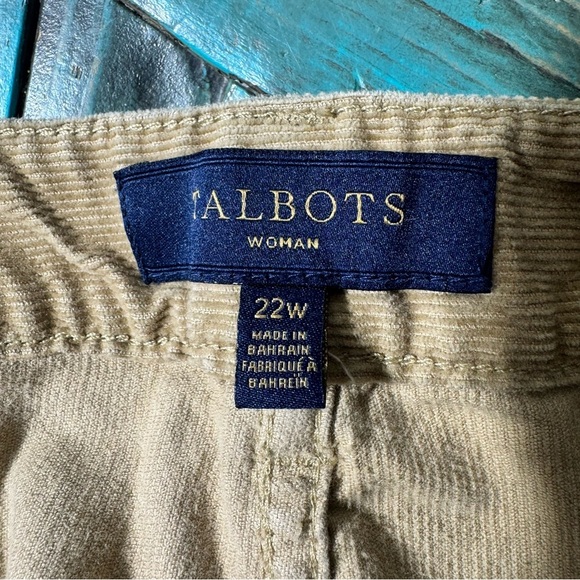 TALBOTS
WOMAN
22W
MADE IN
BAHRAIN
FABRIQUÉ À
BAHREÏN